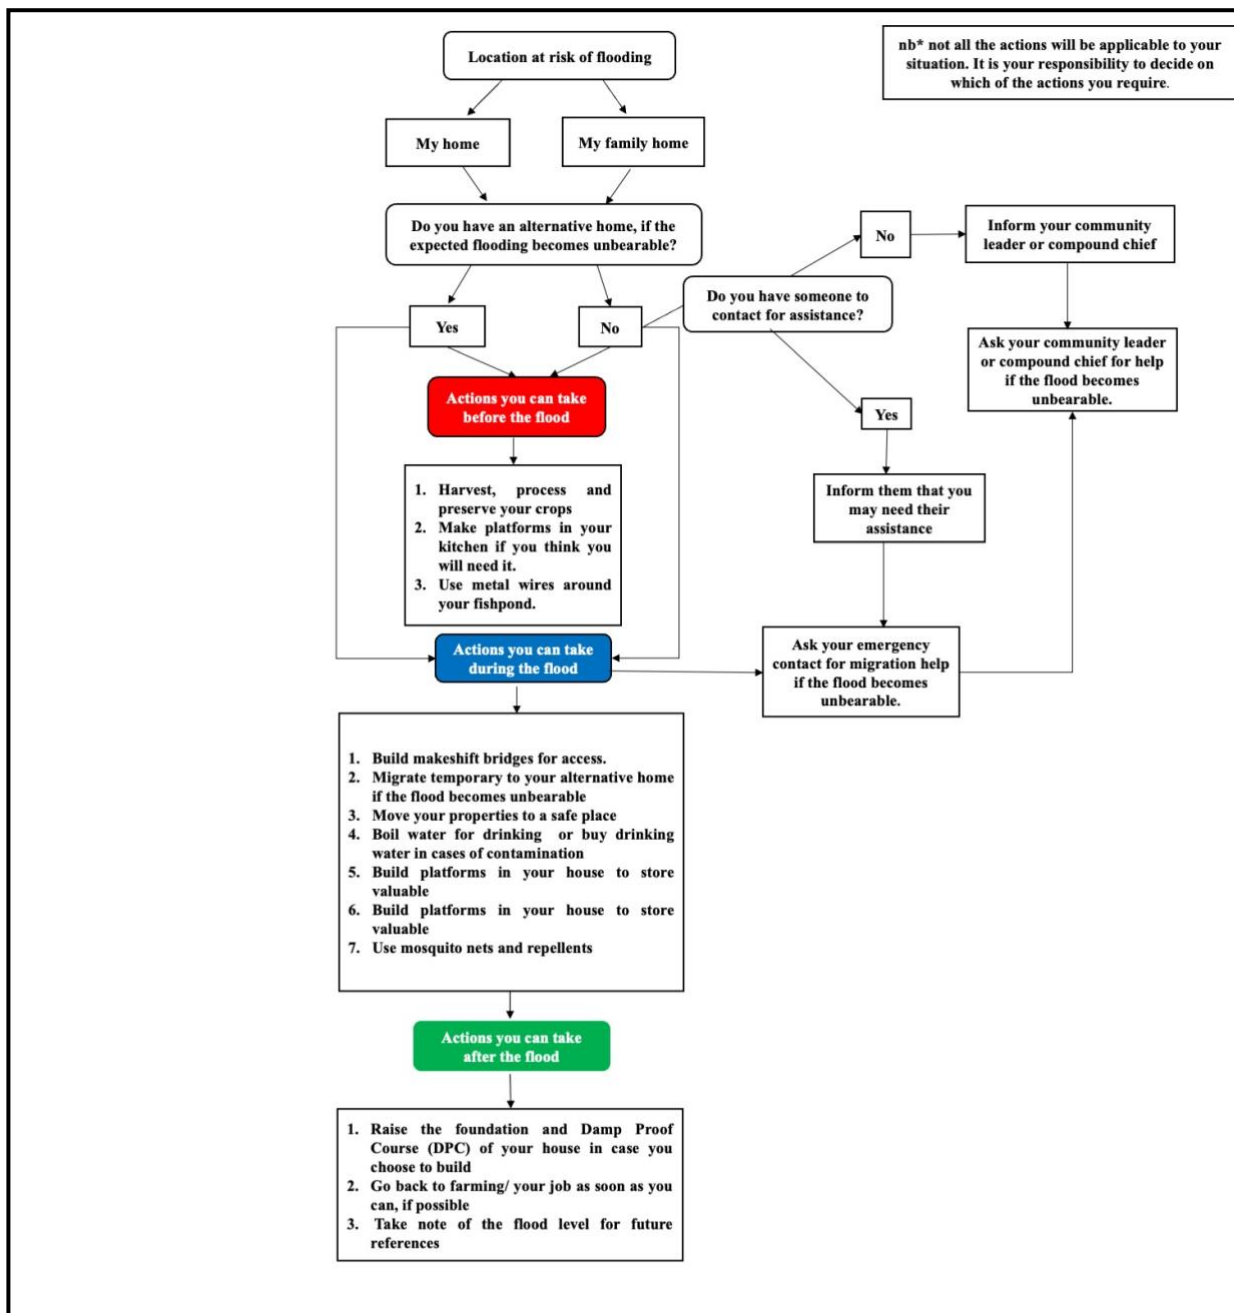 Location at risk of flooding
nb* not all the actions will be applicable to your
situation. It is your responsibility to decide on
which of the actions you require.
My home
My family home
Do you have an alternative home, if the
expected flooding becomes unbearable?
Yes
No
Do you have someone to
contact for assistance?
No
Inform your community
leader or compound chief
Ask your community leader
or compound chief for help
if the flood becomes
unbearable.
Yes
Inform them that you
may need their
assistance
Ask your emergency
contact for migration help
if the flood becomes
unbearable.
Actions you can take
before the flood
1. Harvest, process and
preserve your crops
2. Make platforms in your
kitchen if you think you
will need it.
3. Use metal wires around
your fishpond.
Actions you can take
during the flood
1. Build makeshift bridges for access.
2. Migrate temporary to your alternative home
if the flood becomes unbearable
3. Move your properties to a safe place
4. Boil water for drinking or buy drinking
water in cases of contamination
5. Build platforms in your house to store
valuable
6. Build platforms in your house to store
valuable
7. Use mosquito nets and repellents
Actions you can take
after the flood
1. Raise the foundation and Damp Proof
Course (DPC) of your house in case you
choose to build
2. Go back to farming/ your job as soon as you
can, if possible
3. Take note of the flood level for future
references